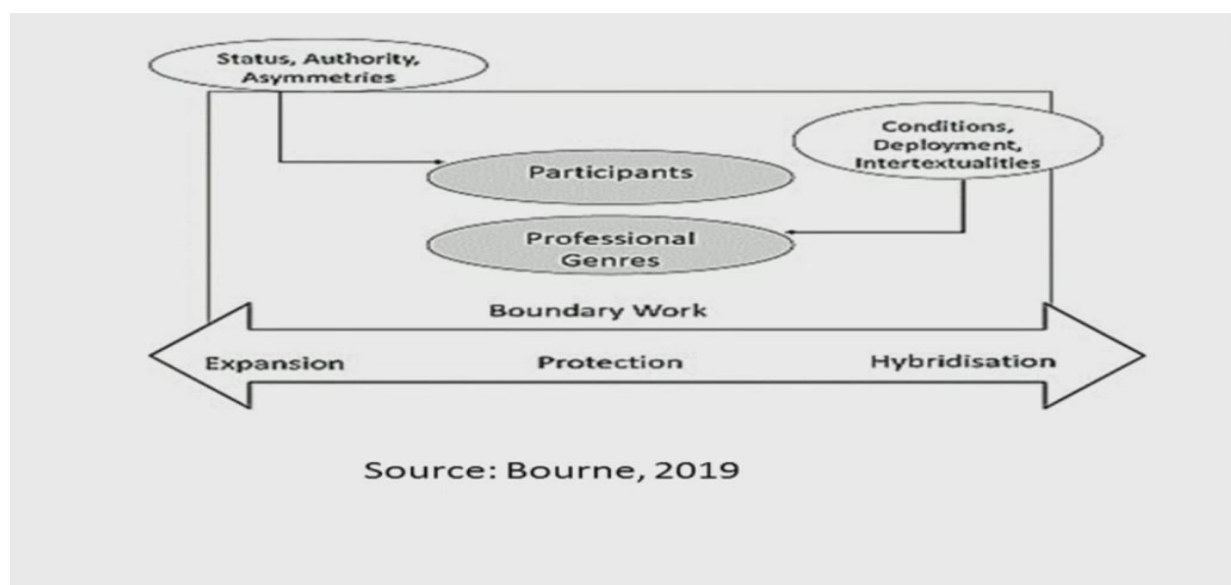 Status, Authority,
Asymmetries
Conditions,
Deployment,
Intertextualities
Participants
Professional
Genres
Boundary Work
Expansion
Protection
Hybridisation
Source: Bourne, 2019